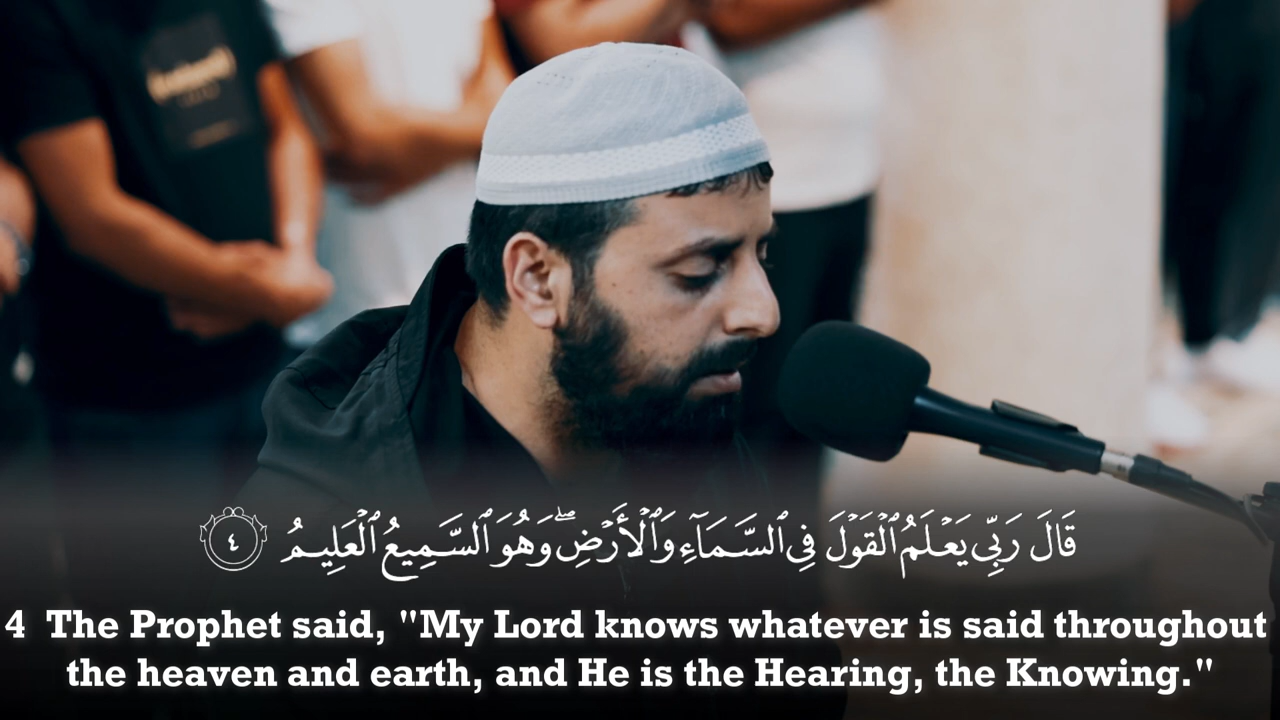 قَالَ رَبِّي يَعۡلَمُ ٱلۡقَوۡلَ فِي ٱلسَّمَآءِ وَٱلۡأَرۡضِۖ وَهُوَ ٱلسَّمِيعُ ٱلۡعَلِيمُ ٤
4 The Prophet said, "My Lord knows whatever is said throughout
the heaven and earth, and He is the Hearing, the Knowing."